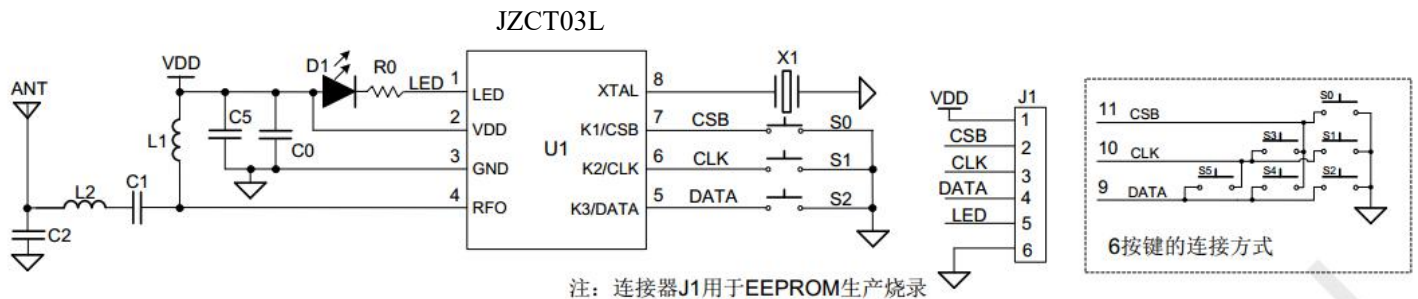 JZCT03L
ANT
VDD
D1
R0
LED
1
LED
XTAL
8
X1
2
VDD
K1/CSB
7
CSB
S0
C5
C0
L1
U1
3
GND
K2/CLK
6
CLK
S1
L2
C1
4
RFO
K3/DATA
5
DATA
S2
C2
VDD
J1
1
CSB
2
CLK
3
DATA
4
LED
5
6
S0
11 CSB
S3
S1
10 CLK
S5
S4
S2
9 DATA
6按键的连接方式
注：连接器J1用于EEPROM生产烧录